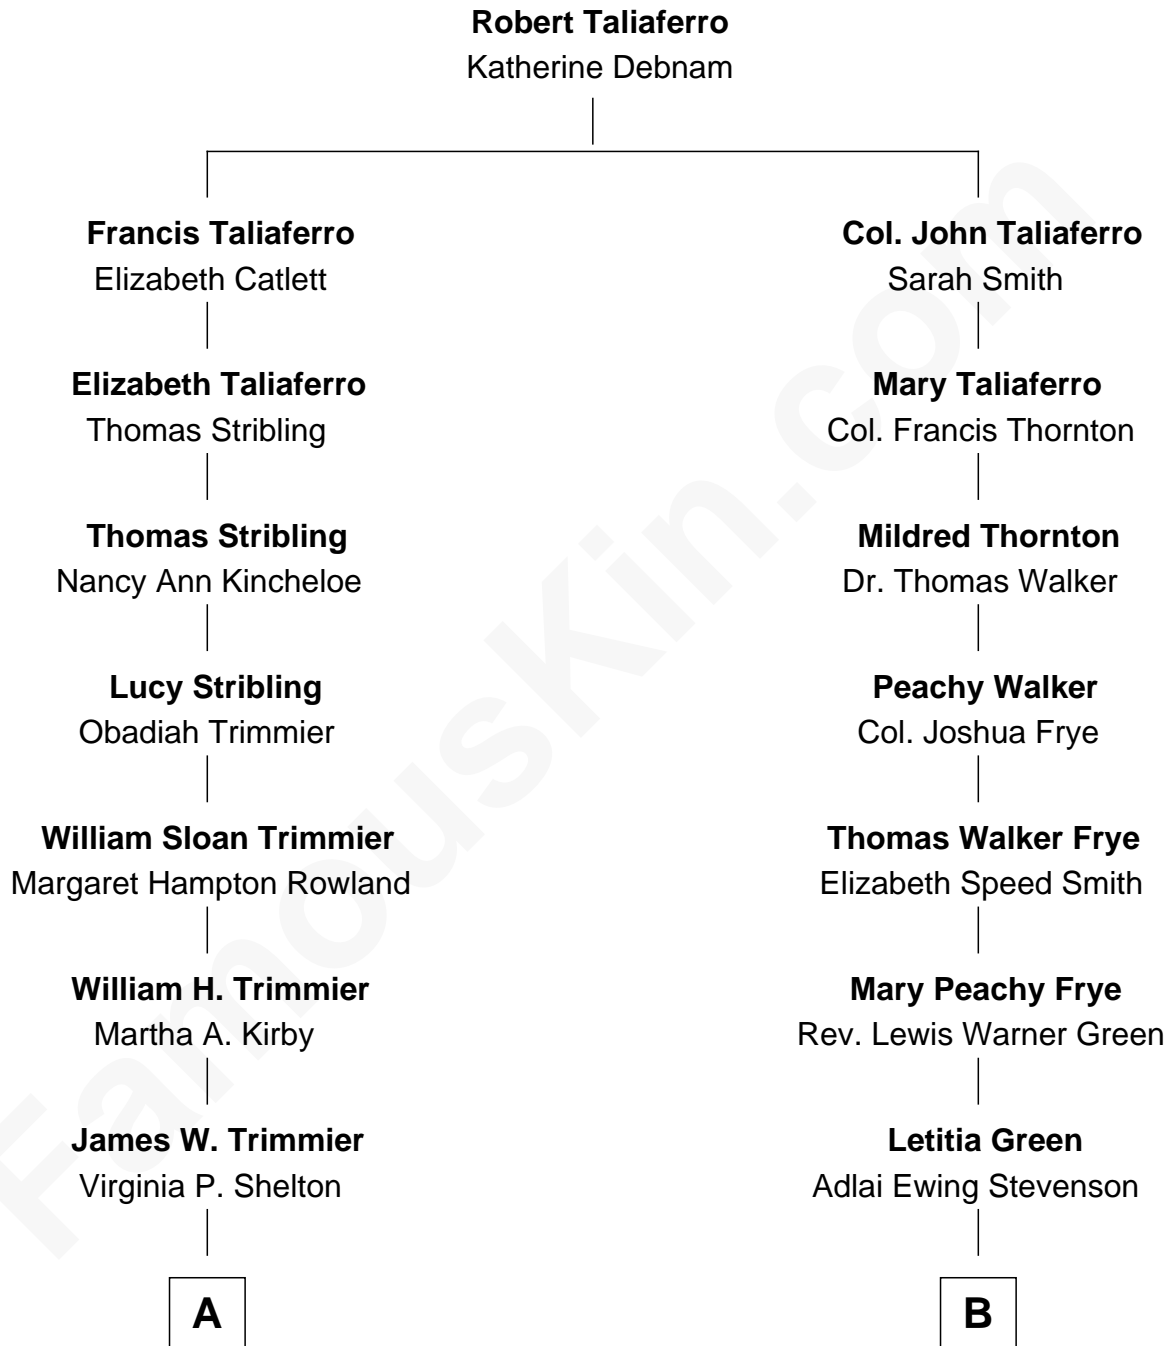 Robert Taliaferro
Katherine Debnam
Francis Taliaferro
Elizabeth Catlett
Elizabeth Taliaferro
Thomas Stribling
Thomas Stribling
Nancy Ann Kincheloe
Lucy Stribling
Obadiah Trimmier
William Sloan Trimmier
Margaret Hampton Rowland
William H. Trimmier
Martha A. Kirby
James W. Trimmier
Virginia P. Shelton
A
Col. John Taliaferro
Sarah Smith
Mary Taliaferro
Col. Francis Thornton
Mildred Thornton
Dr. Thomas Walker
Peachy Walker
Col. Joshua Frye
Thomas Walker Frye
Elizabeth Speed Smith
Mary Peachy Frye
Rev. Lewis Warner Green
Letitia Green
Adlai Ewing Stevenson
B
FamousKin.com